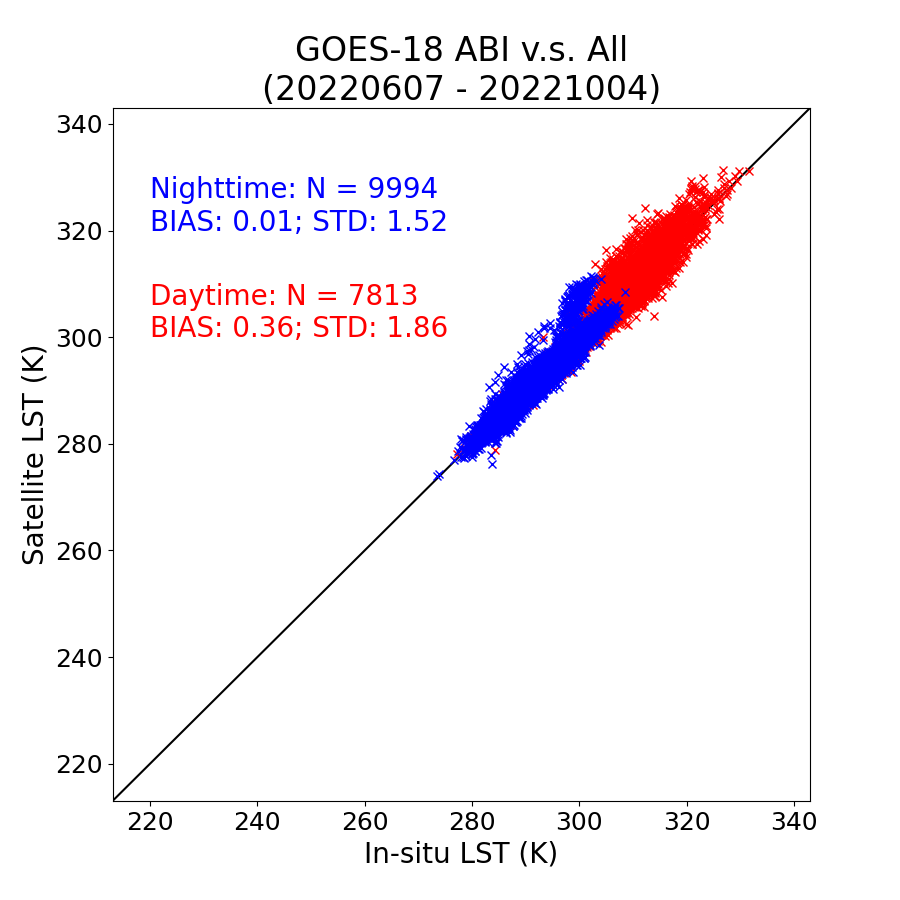 GOES-18 ABI v.s. All
(20220607 - 20221004)
340
320
300
280
260
240
220
Satellite LST (K)
Nighttime: N = 9994
BIAS: 0.01; STD: 1.52
Daytime: N = 7813
BIAS: 0.36; STD: 1.86
220 240 260 280 300 320 340
In-situ LST (K)